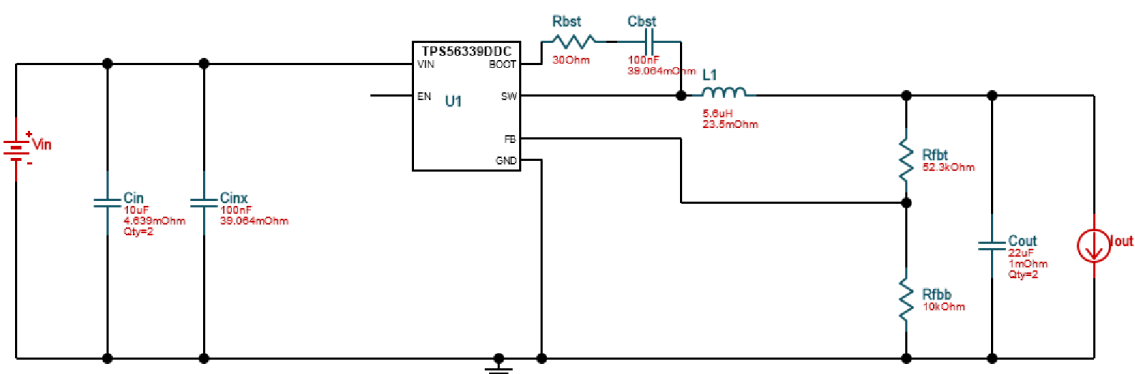 Rbst
30Ohm
Cbst
100nF
39.064mOhm
TPS56339DDC
VIN
BOOT
EN
U1
SW
FB
GND
L1
5.6uH
23.5mOhm
+
Vin
-
Cin
10uF
4.639mOhm
Qty=2
Cinx
100nF
39.064mOhm
Rfbt
52.3kOhm
Rfbb
10kOhm
Cout
22uF
1mOhm
Qty=2
Iout